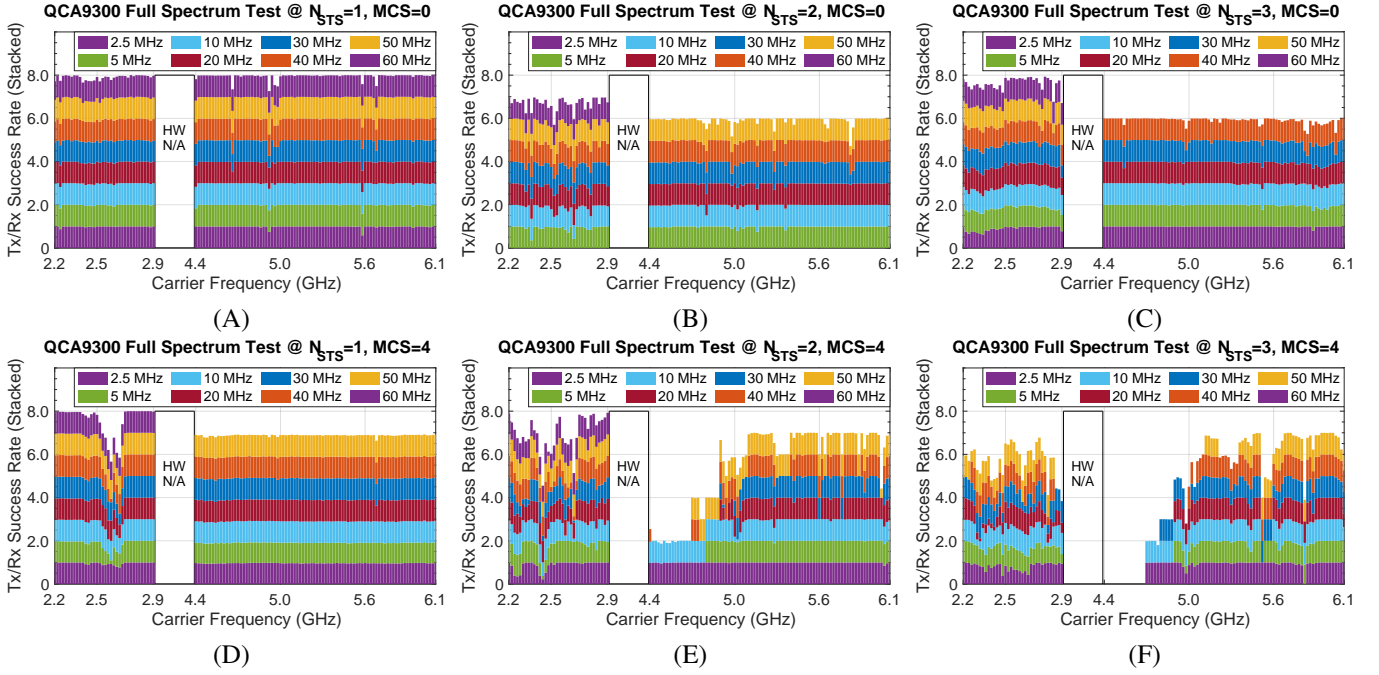 QCA9300 Full Spectrum Test @ N_STS=1, MCS=0
2.5 MHz 10 MHz 30 MHz 50 MHz
5 MHz 20 MHz 40 MHz 60 MHz
Tx/Rx Success Rate (Stacked)
8.0
6.0
4.0
2.0
0
HW
N/A
2.2 2.5 2.9 4.4 5.0 5.6 6.1
Carrier Frequency (GHz)
(A)
QCA9300 Full Spectrum Test @ N_STS=2, MCS=0
2.5 MHz 10 MHz 30 MHz 50 MHz
5 MHz 20 MHz 40 MHz 60 MHz
Tx/Rx Success Rate (Stacked)
8.0
6.0
4.0
2.0
0
HW
N/A
2.2 2.5 2.9 4.4 5.0 5.6 6.1
Carrier Frequency (GHz)
(B)
QCA9300 Full Spectrum Test @ N_STS=3, MCS=0
2.5 MHz 10 MHz 30 MHz 50 MHz
5 MHz 20 MHz 40 MHz 60 MHz
Tx/Rx Success Rate (Stacked)
8.0
6.0
4.0
2.0
0
HW
N/A
2.2 2.5 2.9 4.4 5.0 5.6 6.1
Carrier Frequency (GHz)
(C)
QCA9300 Full Spectrum Test @ N_STS=1, MCS=4
2.5 MHz 10 MHz 30 MHz 50 MHz
5 MHz 20 MHz 40 MHz 60 MHz
Tx/Rx Success Rate (Stacked)
8.0
6.0
4.0
2.0
0
HW
N/A
2.2 2.5 2.9 4.4 5.0 5.6 6.1
Carrier Frequency (GHz)
(D)
QCA9300 Full Spectrum Test @ N_STS=2, MCS=4
2.5 MHz 10 MHz 30 MHz 50 MHz
5 MHz 20 MHz 40 MHz 60 MHz
Tx/Rx Success Rate (Stacked)
8.0
6.0
4.0
2.0
0
HW
N/A
2.2 2.5 2.9 4.4 5.0 5.6 6.1
Carrier Frequency (GHz)
(E)
QCA9300 Full Spectrum Test @ N_STS=3, MCS=4
2.5 MHz 10 MHz 30 MHz 50 MHz
5 MHz 20 MHz 40 MHz 60 MHz
Tx/Rx Success Rate (Stacked)
8.0
6.0
4.0
2.0
0
HW
N/A
2.2 2.5 2.9 4.4 5.0 5.6 6.1
Carrier Frequency (GHz)
(F)